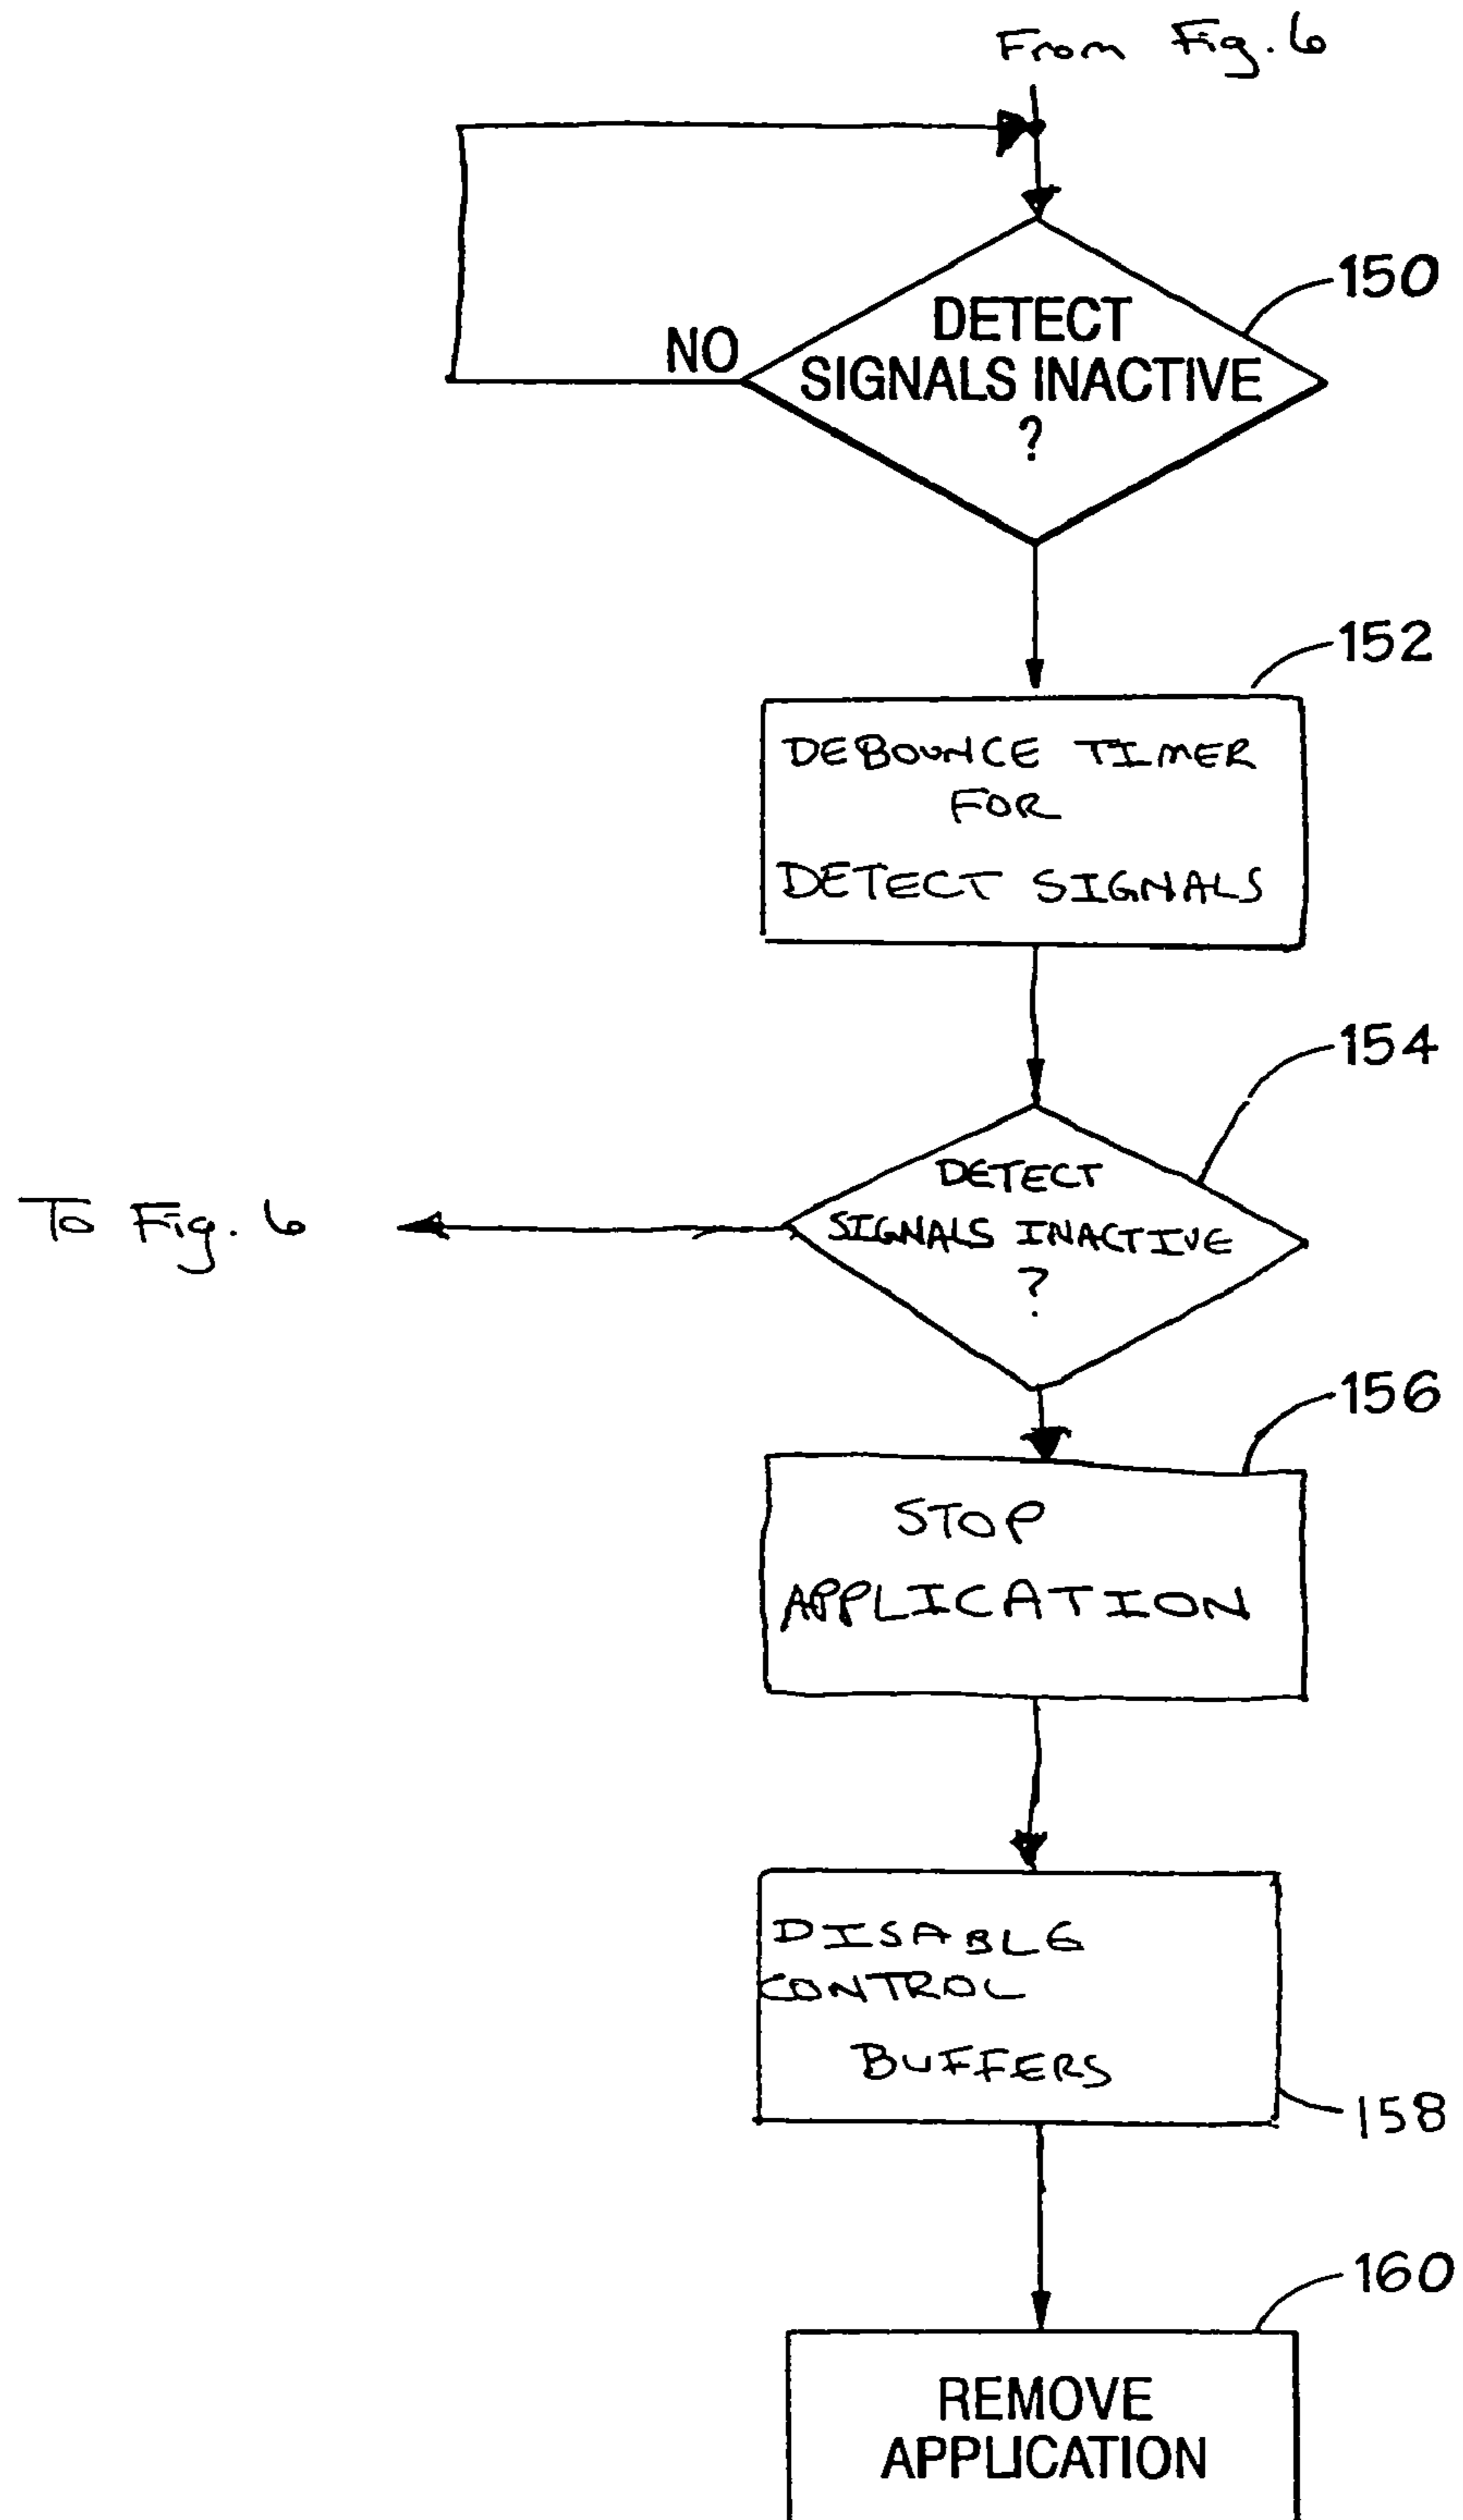 From Fig. 6
150
DETECT
SIGNALS INACTIVE
?
NO
152
DEBOUNCE TIMER
FOR
DETECT SIGNALS
154
DETECT
SIGNALS INACTIVE
?
To Fig. 6
156
STOP
APPLICATION
DISABLE
CONTROL
BUFFERS
158
160
REMOVE
APPLICATION